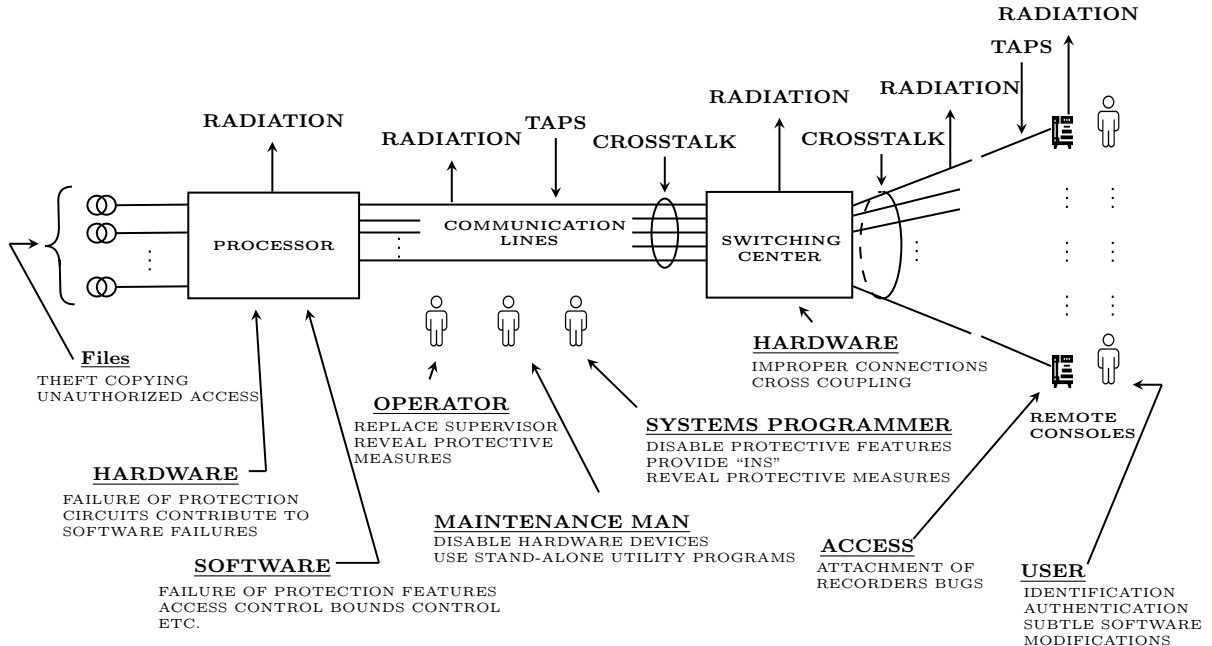 RADIATION
TAPS
RADIATION
RADIATION
RADIATION
RADIATION
TAPS
CROSSTALK
CROSSTALK
PROCESSOR
COMMUNICATION
LINES
SWITCHING
CENTER
Files
THEFT COPYING
UNAUTHORIZED ACCESS
HARDWARE
IMPROPER CONNECTIONS
CROSS COUPLING
OPERATOR
REPLACE SUPERVISOR
REVEAL PROTECTIVE
MEASURES
SYSTEMS PROGRAMMER
DISABLE PROTECTIVE FEATURES
PROVIDE “INS”
REVEAL PROTECTIVE MEASURES
REMOTE
CONSOLES
HARDWARE
FAILURE OF PROTECTION
CIRCUITS CONTRIBUTE TO
SOFTWARE FAILURES
MAINTENANCE MAN
DISABLE HARDWARE DEVICES
USE STAND-ALONE UTILITY PROGRAMS
SOFTWARE
FAILURE OF PROTECTION FEATURES
ACCESS CONTROL BOUNDS CONTROL
ETC.
ACCESS
ATTACHMENT OF
RECORDERS BUGS
USER
IDENTIFICATION
AUTHENTICATION
SUBTLE SOFTWARE
MODIFICATIONS